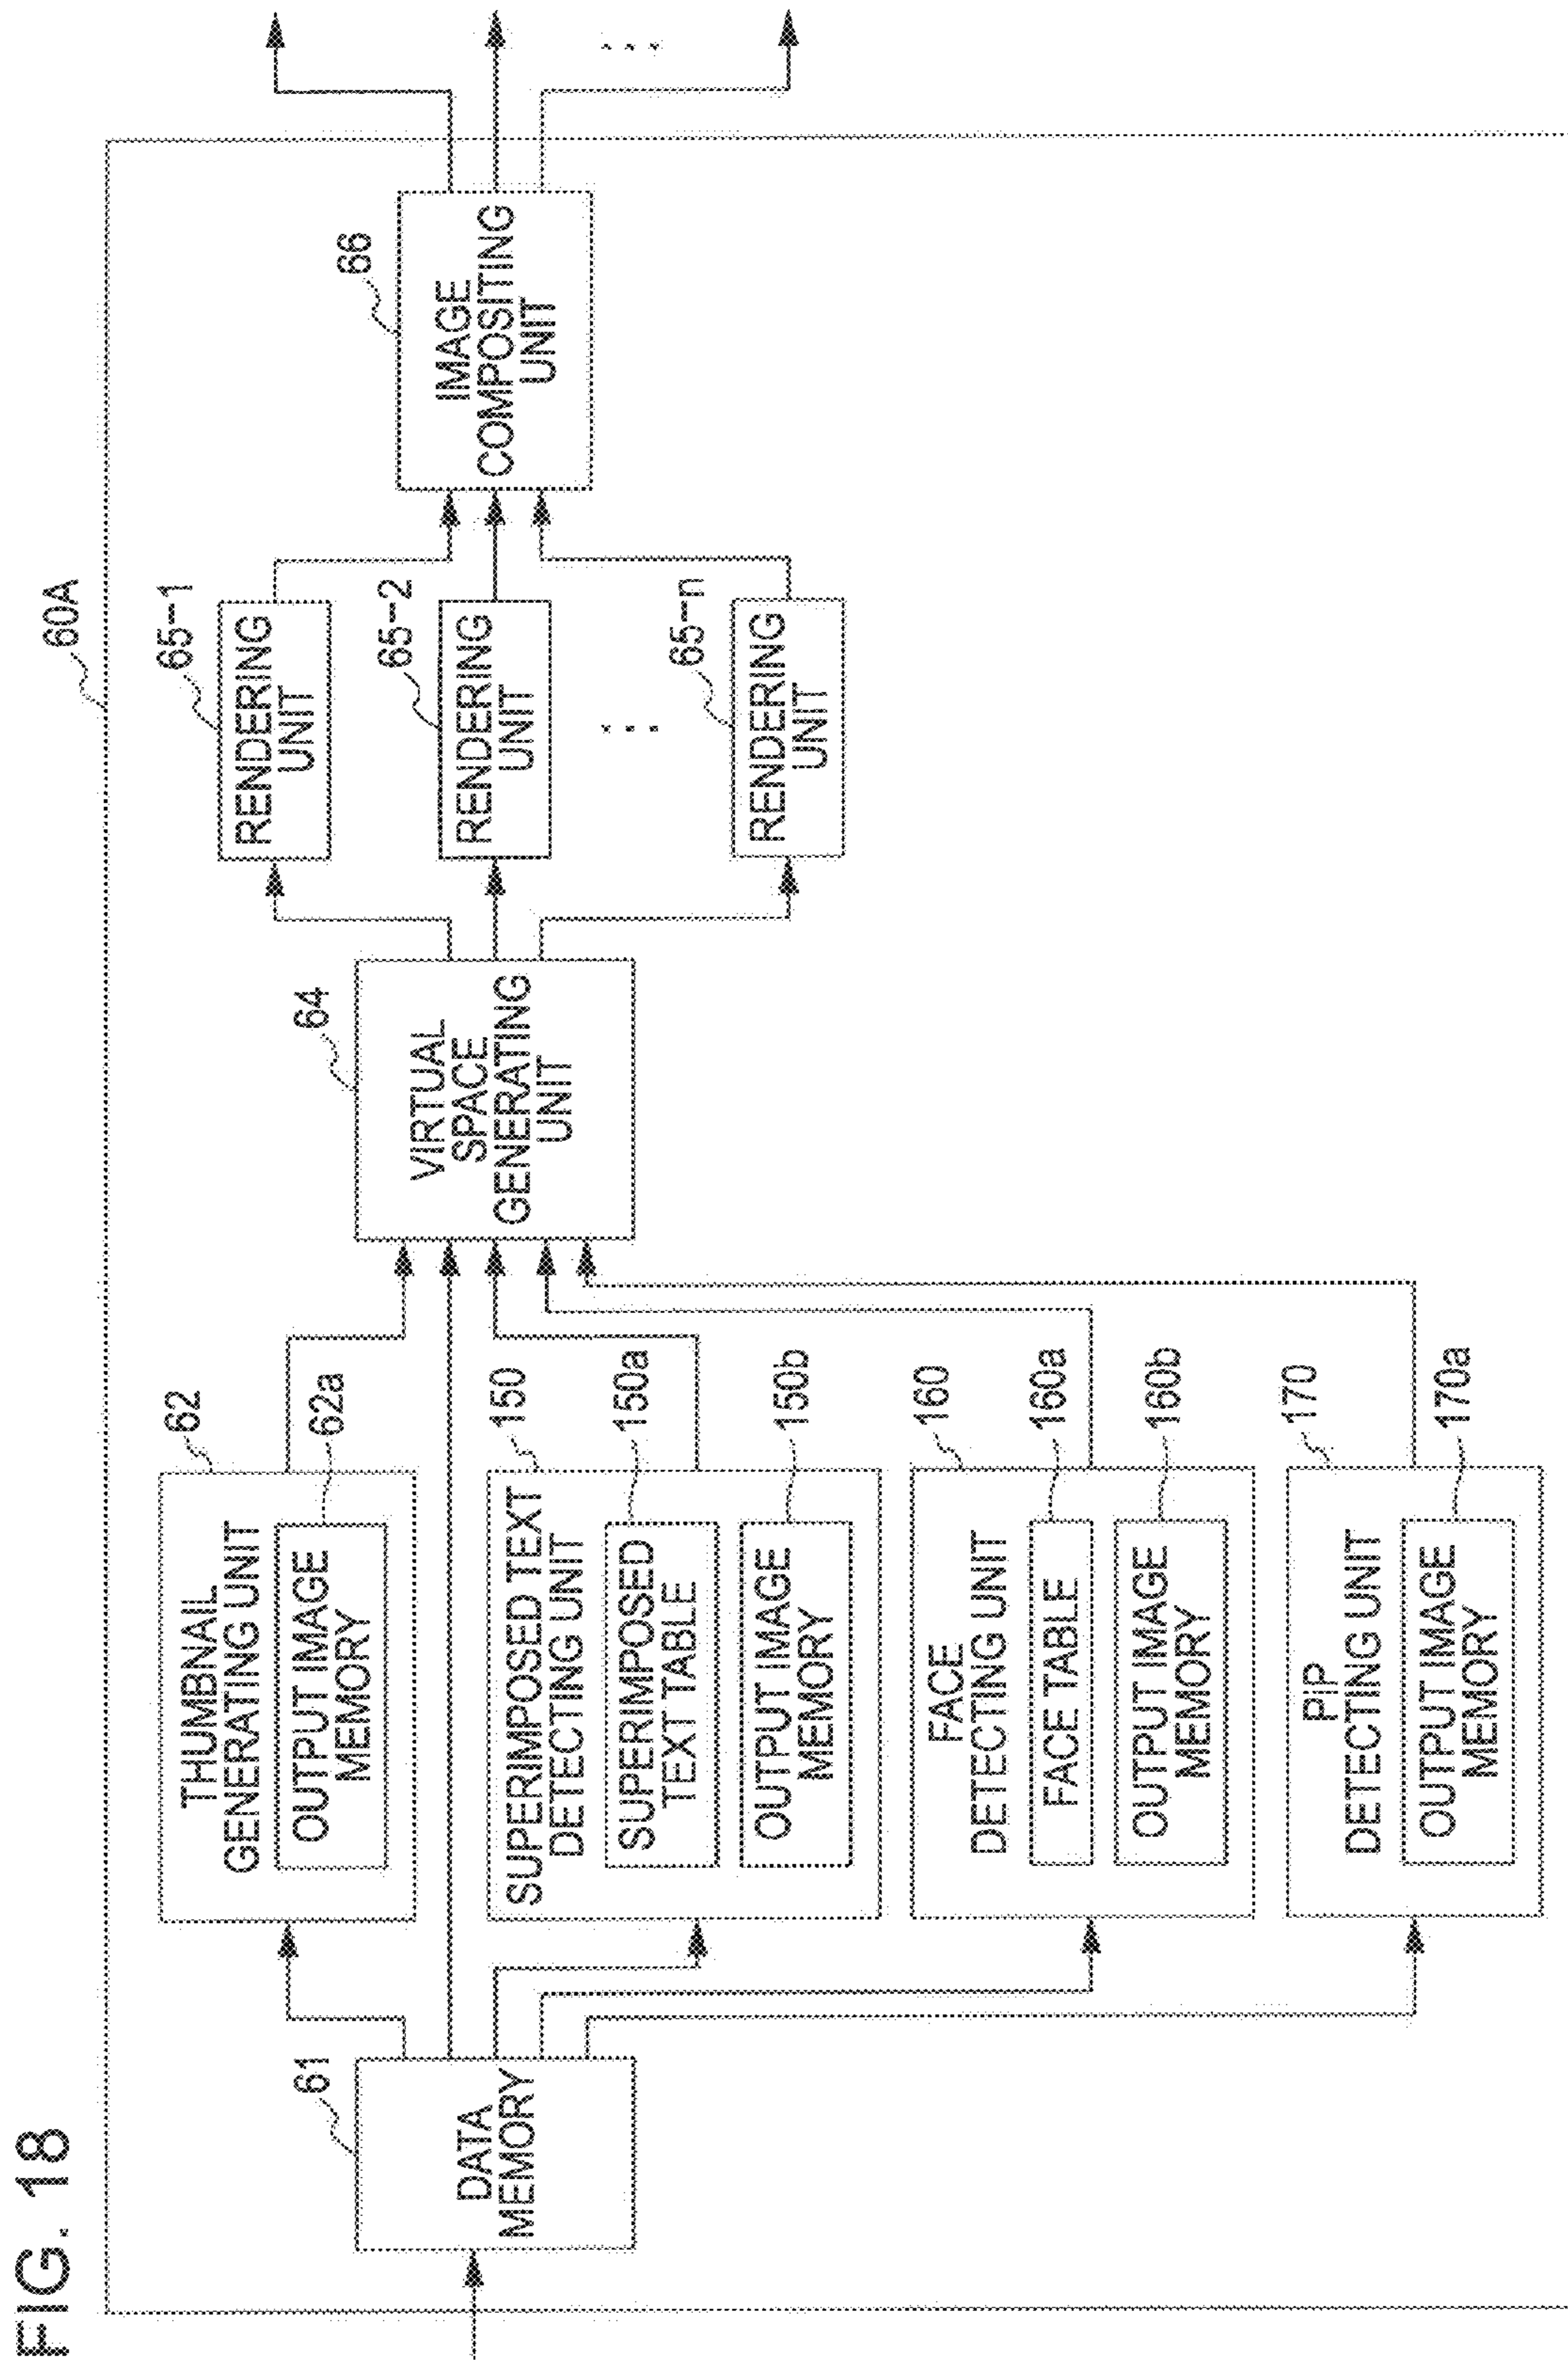 FIG. 18
60A
61
DATA
MEMORY
62
THUMBNAIL
GENERATING UNIT
62a
OUTPUT IMAGE
MEMORY
150
SUPERIMPOSED TEXT
DETECTING UNIT
150a
SUPERIMPOSED
TEXT TABLE
150b
OUTPUT IMAGE
MEMORY
160
FACE
DETECTING UNIT
160a
FACE TABLE
160b
OUTPUT IMAGE
MEMORY
170
PIP
DETECTING UNIT
170a
OUTPUT IMAGE
MEMORY
64
VIRTUAL
SPACE
GENERATING
UNIT
65-1
RENDERING
UNIT
65-2
RENDERING
UNIT
...
65-n
RENDERING
UNIT
66
IMAGE
COMPOSITING
UNIT
...